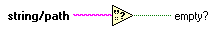 string/path "" ? empty?